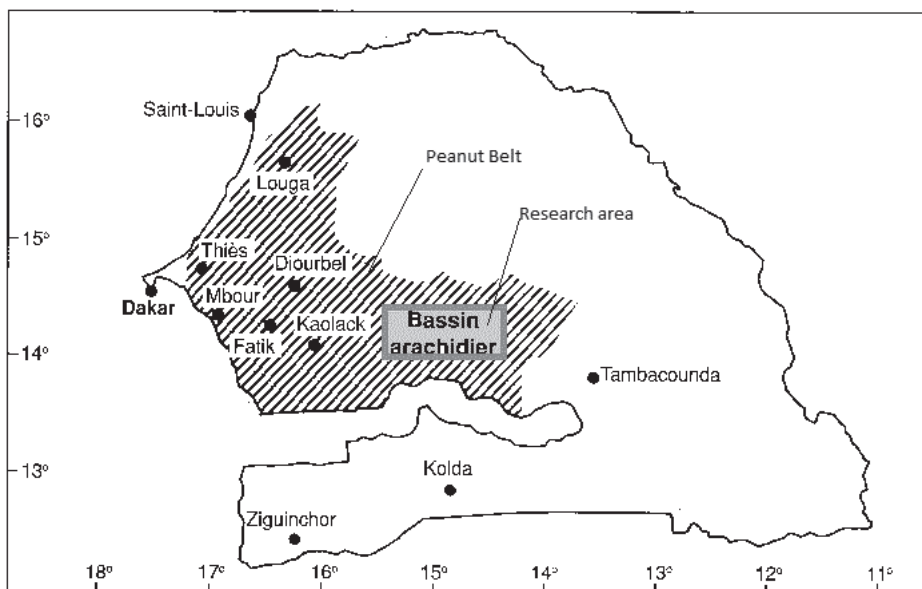 Saint-Louis
16°
Peanut Belt
Louga
Research area
15°
Thiès
Diourbel
Dakar
Mbour
Kaolack
Bassin
arachidier
Fatik
14°
Tambacounda
Kolda
13°
Ziguinchor
18°
17°
16°
15°
14°
13°
12°
11°